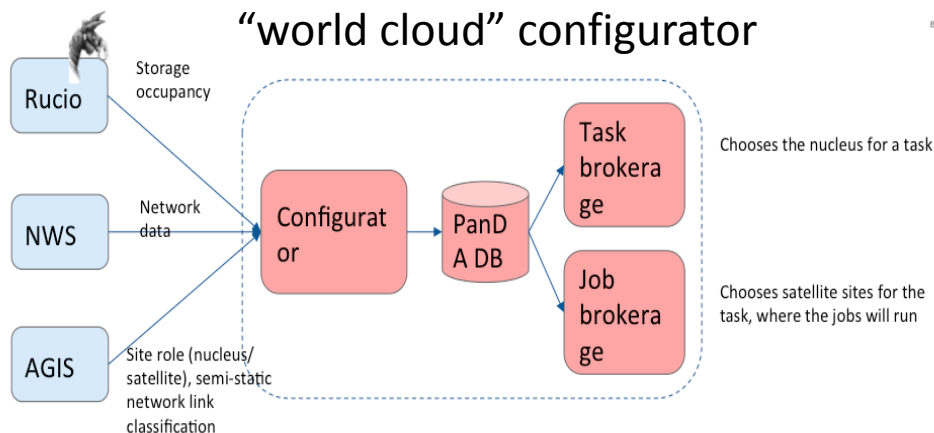 “world cloud” configurator
8
Rucio
Storage
occupancy
NWS
Network
data
AGIS
Site role (nucleus/
satellite), semi-static
network link
classification
Configurat
or
PanD
A DB
Task
brokera
ge
Chooses the nucleus for a task
Job
brokera
ge
Chooses satellite sites for the
task, where the jobs will run